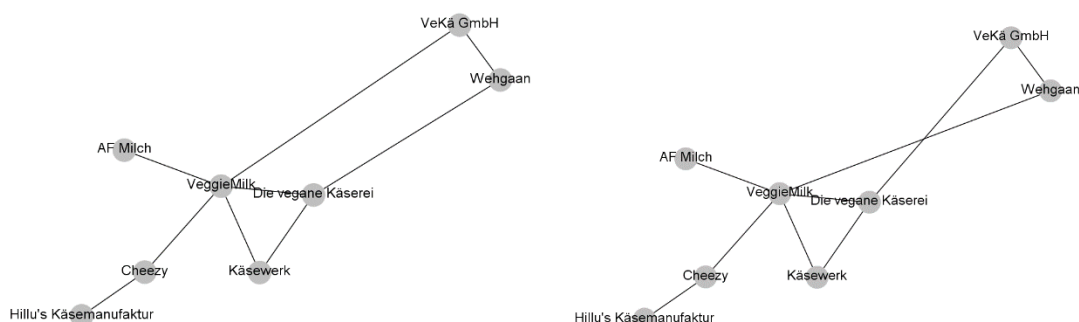 VeKä GmbH
Wehgaan
AF Milch
VeggieMilk
Die vegane Käserei
Cheezy
Käsewerk
Hillu's Käsemanufaktur
VeKä GmbH
Wehgaan
AF Milch
VeggieMilk
Die vegane Käserei
Cheezy
Käsewerk
Hillu's Käsemanufaktur